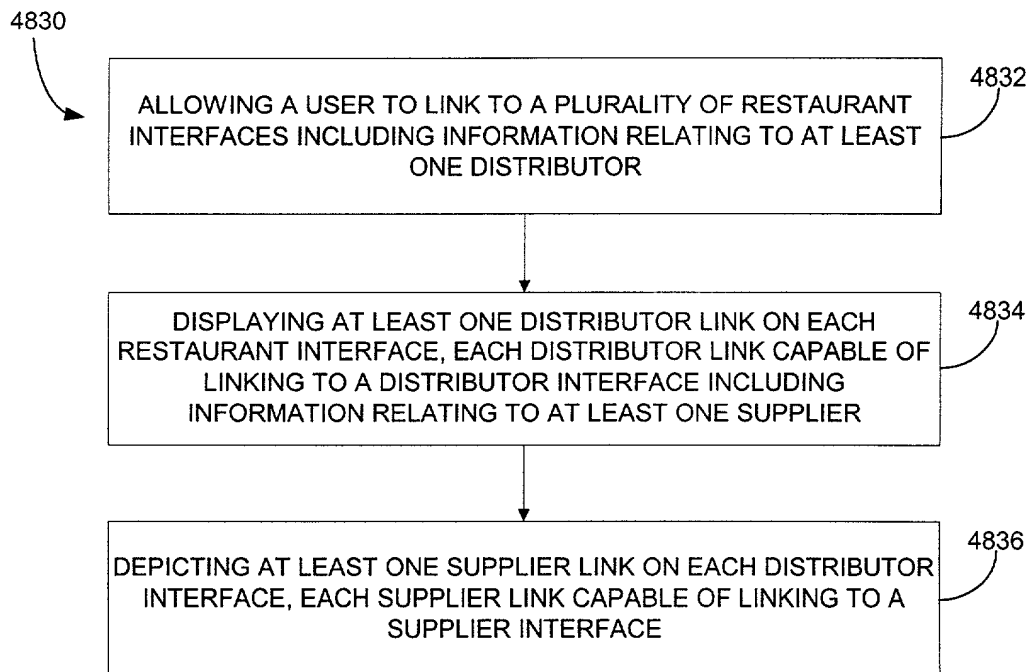 4830
4832
ALLOWING A USER TO LINK TO A PLURALITY OF RESTAURANT
INTERFACES INCLUDING INFORMATION RELATING TO AT LEAST
ONE DISTRIBUTOR
4834
DISPLAYING AT LEAST ONE DISTRIBUTOR LINK ON EACH
RESTAURANT INTERFACE, EACH DISTRIBUTOR LINK CAPABLE OF
LINKING TO A DISTRIBUTOR INTERFACE INCLUDING
INFORMATION RELATING TO AT LEAST ONE SUPPLIER
4836
DEPICTING AT LEAST ONE SUPPLIER LINK ON EACH DISTRIBUTOR
INTERFACE, EACH SUPPLIER LINK CAPABLE OF LINKING TO A
SUPPLIER INTERFACE